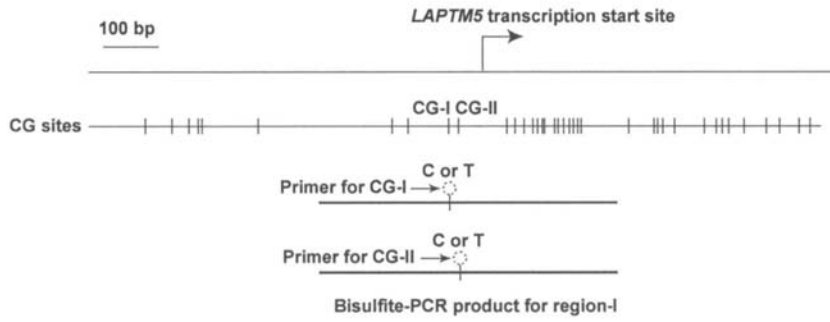 LAPTM5 transcription start site
100 bp
CG-I CG-II
CG sites
C or T
Primer for CG-I
C or T
Primer for CG-II
Bisulfite-PCR product for region-I